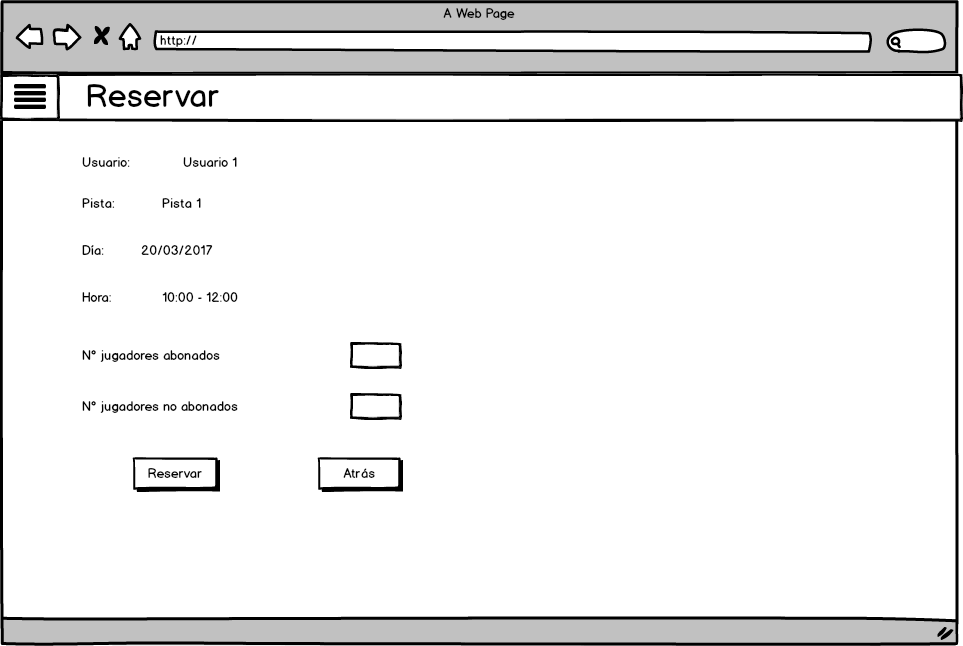 A Web Page
http://
Reservar
Usuario: Usuario 1
Pista: Pista 1
Día: 20/03/2017
Hora: 10:00 - 12:00
Nº jugadores abonados
Nº jugadores no abonados
Reservar Atrás